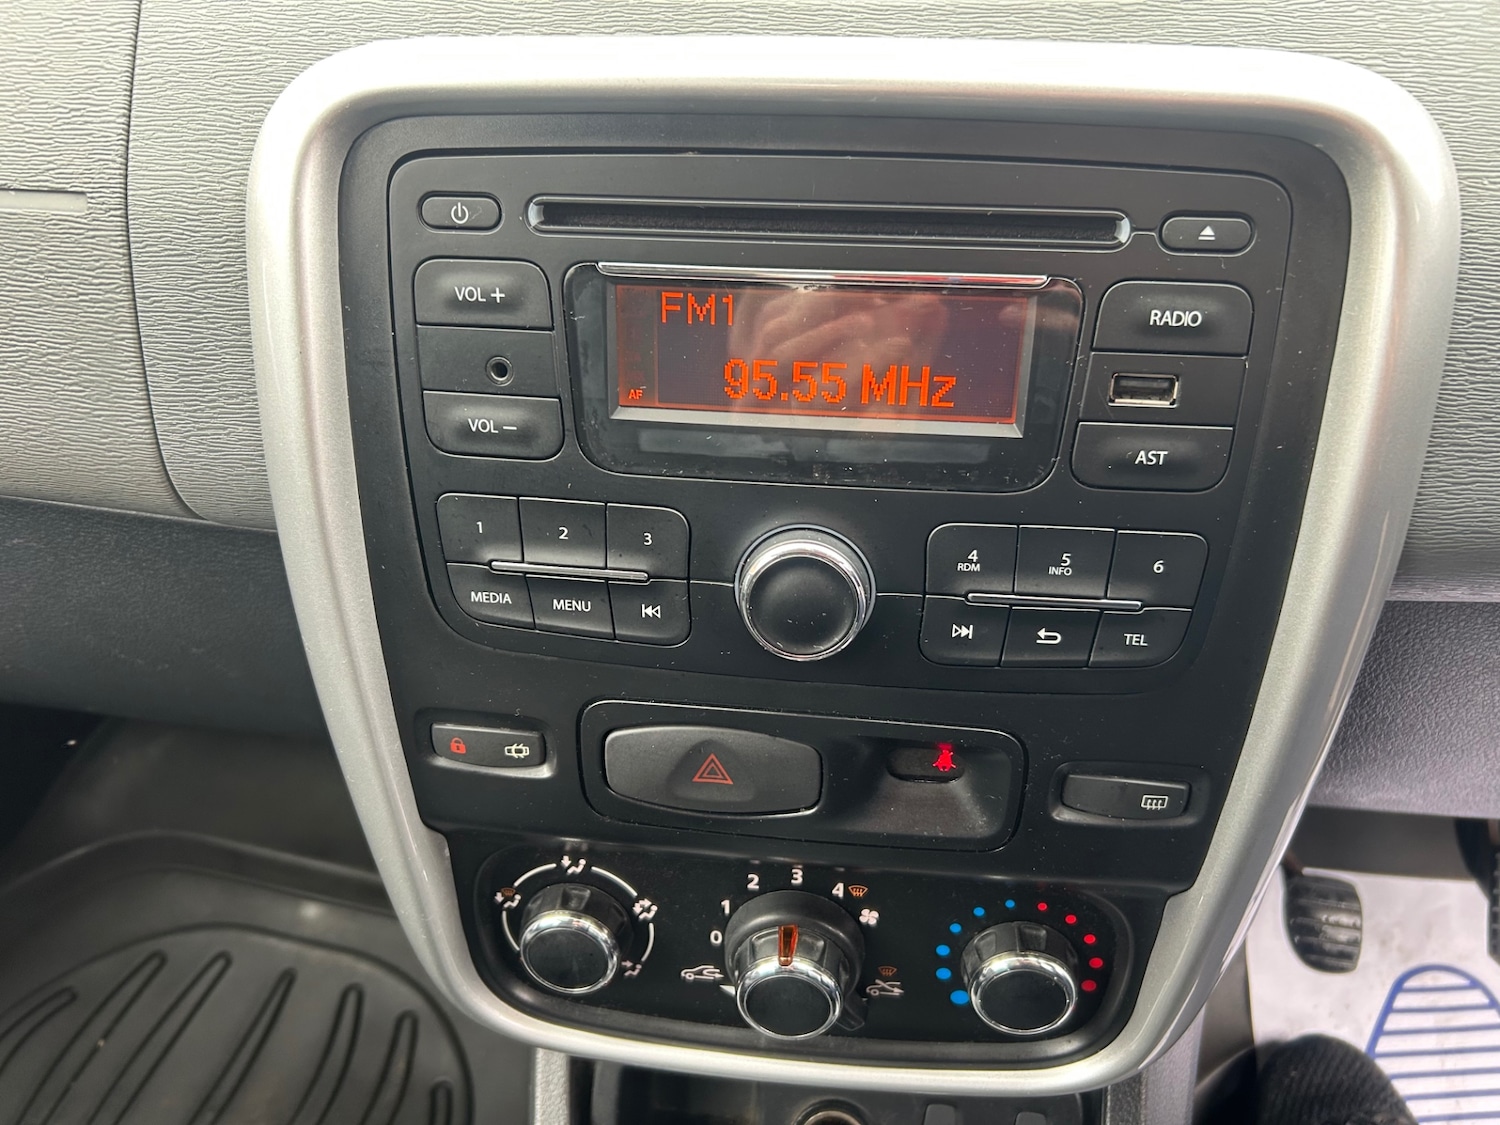 VOL +
FM1
RADIO
95.55 MHz
AF
VOL −
AST
1
2
3
4
RDM
5
INFO
6
MEDIA
MENU
TEL
0
1
2
3
4